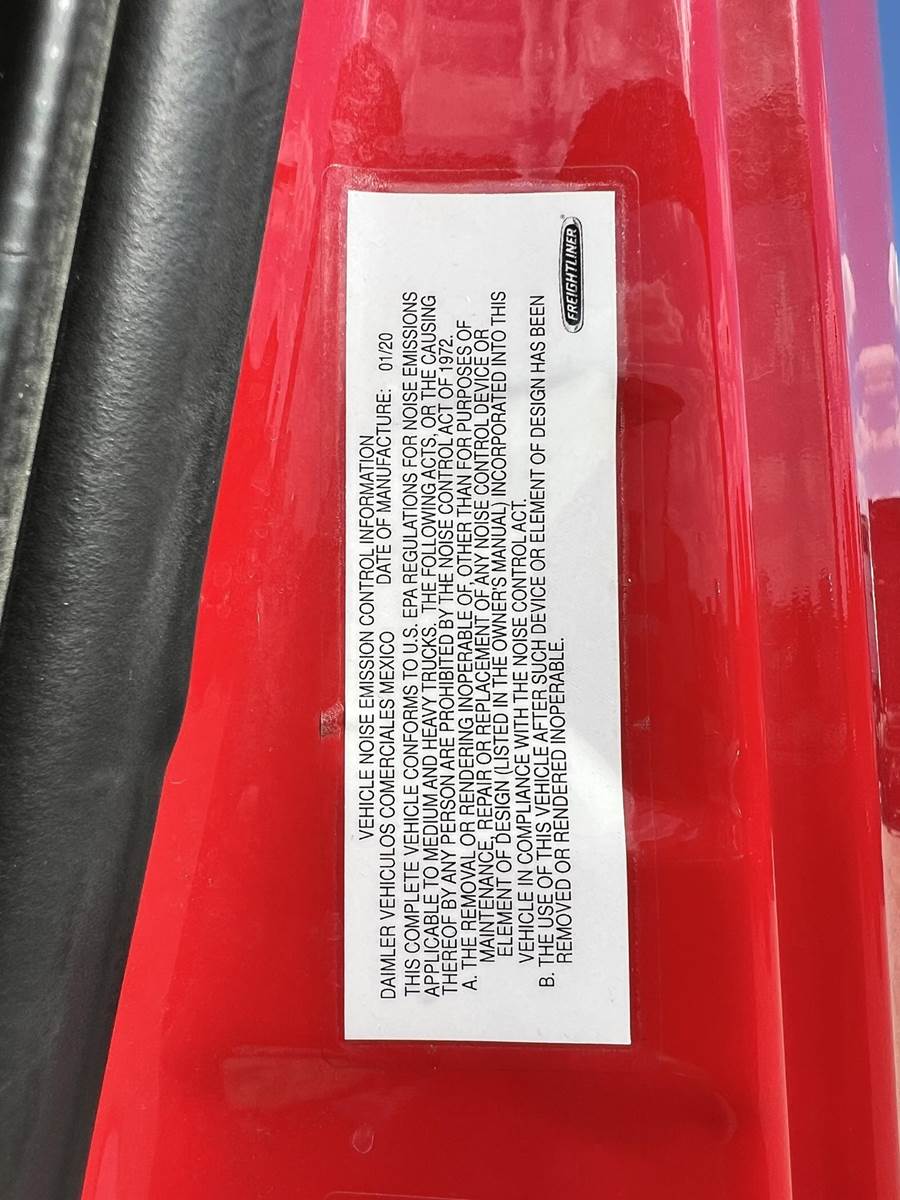 VEHICLE NOISE EMISSION CONTROL INFORMATION
DAIMLER VEHICULOS COMERCIALES MEXICO DATE OF MANUFACTURE: 01/20
THIS COMPLETE VEHICLE CONFORMS TO U.S. EPA REGULATIONS FOR NOISE EMISSIONS
APPLICABLE TO MEDIUM AND HEAVY TRUCKS. THE FOLLOWING ACTS, OR THE CAUSING
THEREOF BY ANY PERSON ARE PROHIBITED BY THE NOISE CONTROL ACT OF 1972.
A. THE REMOVAL OR RENDERING INOPERABLE OF, OTHER THAN FOR PURPOSES OF
MAINTENANCE, REPAIR OR REPLACEMENT OF ANY NOISE CONTROL DEVICE OR
ELEMENT OF DESIGN (LISTED IN THE OWNER'S MANUAL) INCORPORATED INTO THIS
VEHICLE IN COMPLIANCE WITH THE NOISE CONTROL ACT.
B. THE USE OF THIS VEHICLE AFTER SUCH DEVICE OR ELEMENT OF DESIGN HAS BEEN
REMOVED OR RENDERED INOPERABLE.
FREIGHTLINER